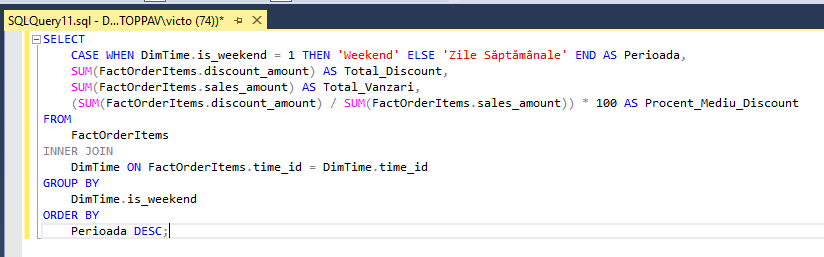 SQLQuery11.sql - D...TOPPAV\victo (74))*
SELECT
CASE WHEN DimTime.is_weekend = 1 THEN 'Weekend' ELSE 'Zile Săptămânale' END AS Perioada,
SUM(FactOrderItems.discount_amount) AS Total_Discount,
SUM(FactOrderItems.sales_amount) AS Total_Vanzari,
(SUM(FactOrderItems.discount_amount) / SUM(FactOrderItems.sales_amount)) * 100 AS Procent_Mediu_Discount
FROM
FactOrderItems
INNER JOIN
DimTime ON FactOrderItems.time_id = DimTime.time_id
GROUP BY
DimTime.is_weekend
ORDER BY
Perioada DESC;